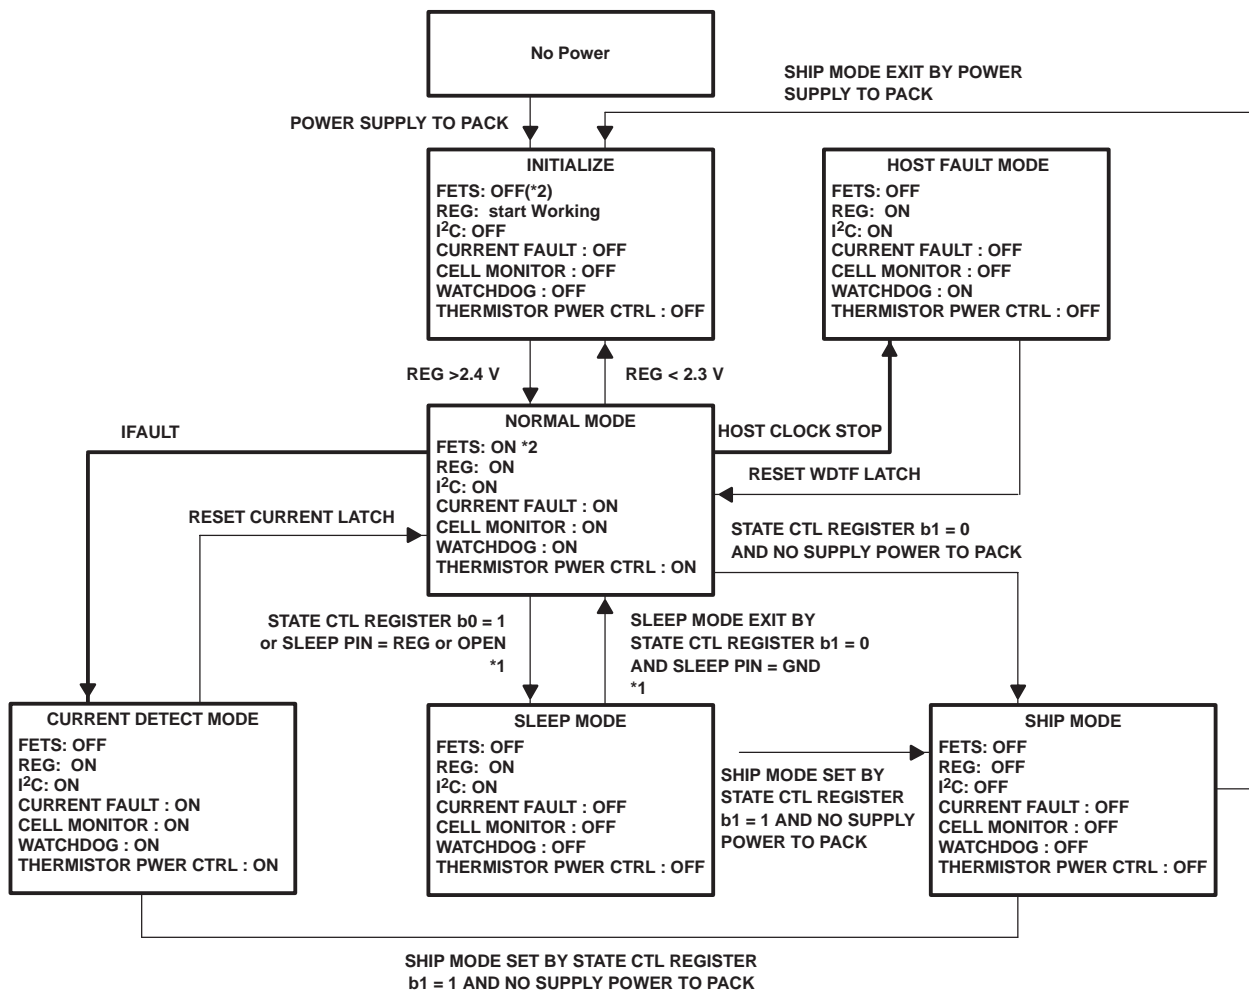 No Power
SHIP MODE EXIT BY POWER
SUPPLY TO PACK
POWER SUPPLY TO PACK
INITIALIZE
FETS: OFF(*2)
REG: start Working
I²C: OFF
CURRENT FAULT : OFF
CELL MONITOR : OFF
WATCHDOG : OFF
THERMISTOR PWER CTRL : OFF
HOST FAULT MODE
FETS: OFF
REG: ON
I²C: ON
CURRENT FAULT : OFF
CELL MONITOR : OFF
WATCHDOG : ON
THERMISTOR PWER CTRL : OFF
REG >2.4 V
REG < 2.3 V
IFAULT
NORMAL MODE
FETS: ON *2
REG: ON
I²C: ON
CURRENT FAULT : ON
CELL MONITOR : ON
WATCHDOG : ON
THERMISTOR PWER CTRL : ON
HOST CLOCK STOP
RESET WDTF LATCH
RESET CURRENT LATCH
STATE CTL REGISTER b1 = 0
AND NO SUPPLY POWER TO PACK
STATE CTL REGISTER b0 = 1
or SLEEP PIN = REG or OPEN
*1
SLEEP MODE EXIT BY
STATE CTL REGISTER b1 = 0
AND SLEEP PIN = GND
*1
CURRENT DETECT MODE
FETS: OFF
REG: ON
I²C: ON
CURRENT FAULT : ON
CELL MONITOR : ON
WATCHDOG : ON
THERMISTOR PWER CTRL : ON
SLEEP MODE
FETS: OFF
REG: ON
I²C: ON
CURRENT FAULT : OFF
CELL MONITOR : OFF
WATCHDOG : OFF
THERMISTOR PWER CTRL : OFF
SHIP MODE SET BY
STATE CTL REGISTER
b1 = 1 AND NO SUPPLY
POWER TO PACK
SHIP MODE
FETS: OFF
REG: OFF
I²C: OFF
CURRENT FAULT : OFF
CELL MONITOR : OFF
WATCHDOG : OFF
THERMISTOR PWER CTRL : OFF
SHIP MODE SET BY STATE CTL REGISTER
b1 = 1 AND NO SUPPLY POWER TO PACK